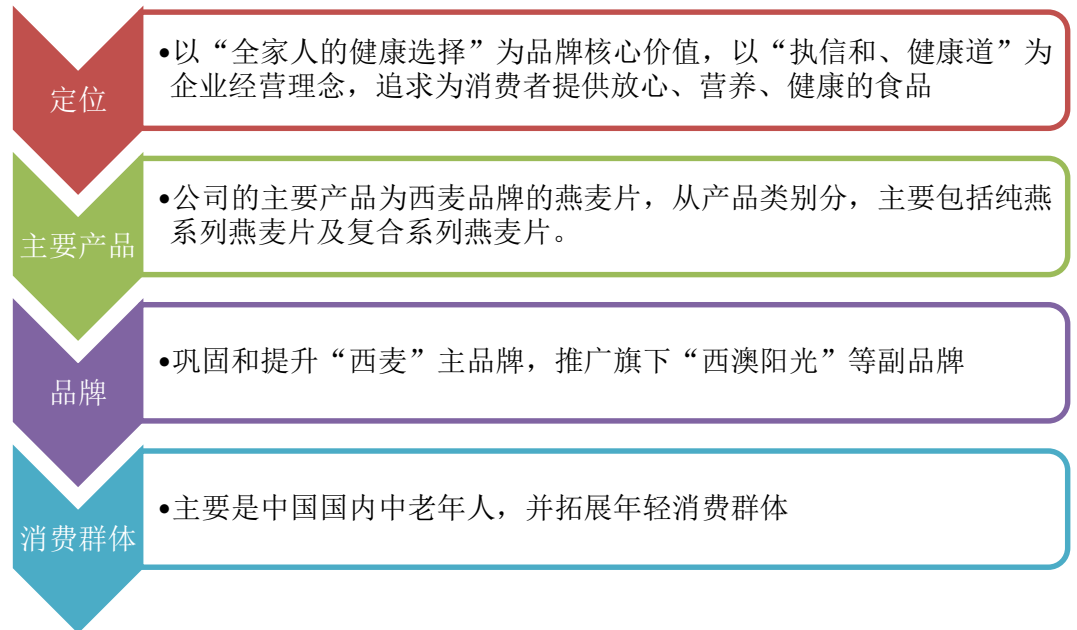 定位
•以“全家人的健康选择”为品牌核心价值，以“执信和、健康道”为
企业经营理念，追求为消费者提供放心、营养、健康的食品
主要产品
•公司的主要产品为西麦品牌的燕麦片，从产品类别分，主要包括纯燕
系列燕麦片及复合系列燕麦片。
品牌
•巩固和提升“西麦”主品牌，推广旗下“西澳阳光”等副品牌
消费群体
•主要是中国国内中老年人，并拓展年轻消费群体